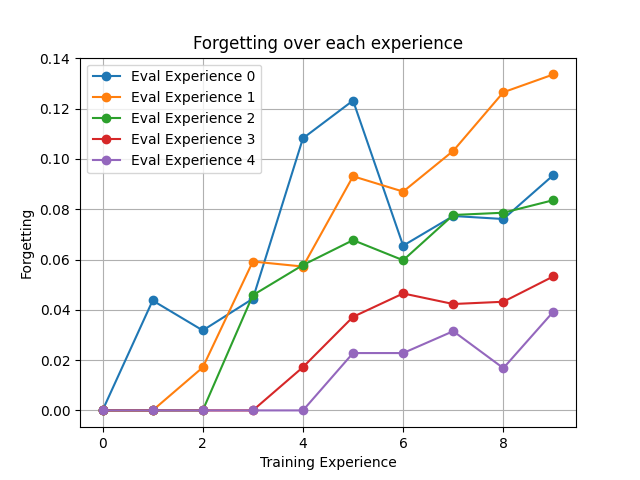 Forgetting over each experience
0.14
0.12
0.10
0.08
0.06
0.04
0.02
0.00
Forgetting
Eval Experience 0
Eval Experience 1
Eval Experience 2
Eval Experience 3
Eval Experience 4
0 2 4 6 8
Training Experience